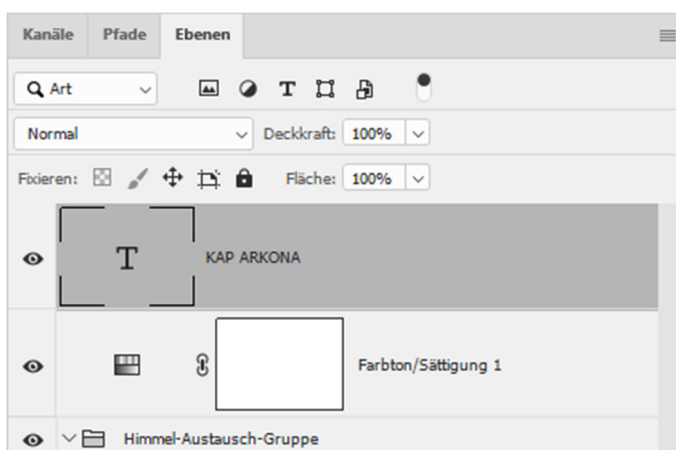 Kanäle Pfade Ebenen
Art T
Normal Deckkraft: 100%
Fixieren: Fläche: 100%
T KAP ARKONA
Farbton/Sättigung 1
Himmel-Austausch-Gruppe